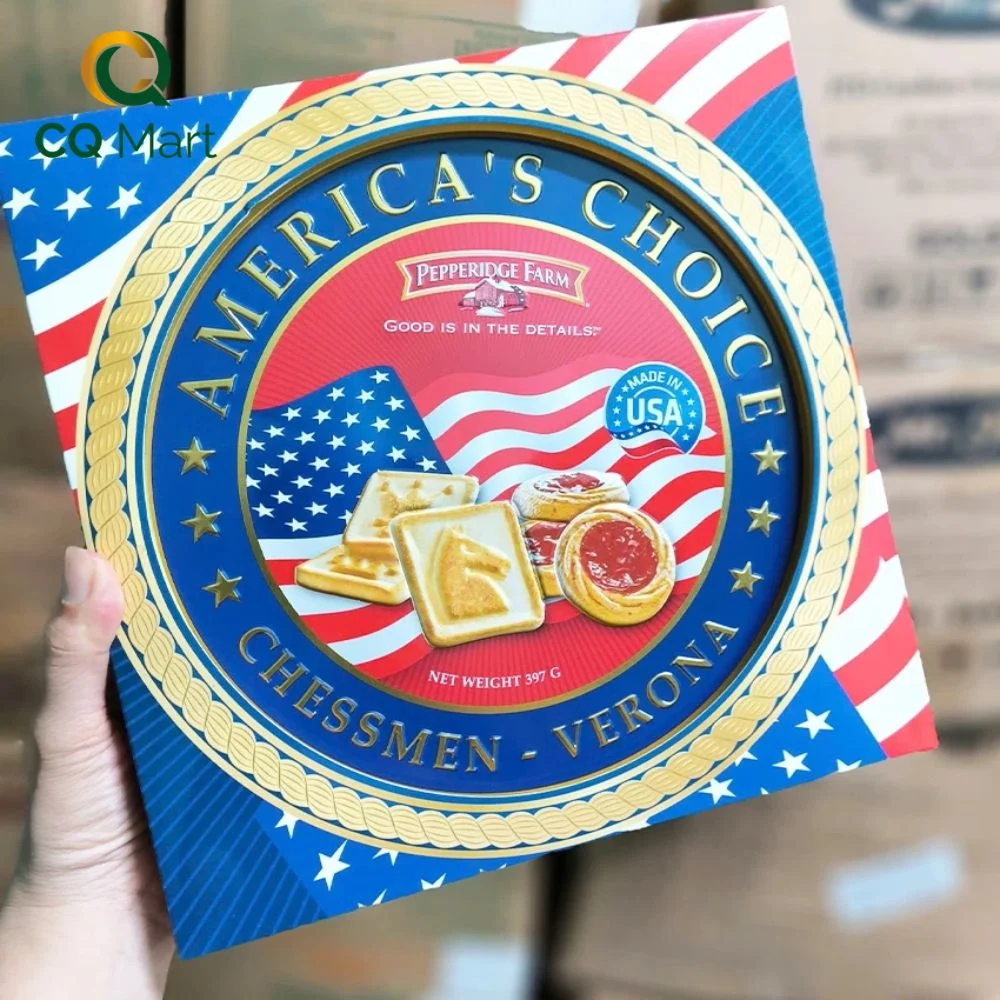 CQ Mart
AMERICA'S CHOICE
PEPPERIDGE FARM
GOOD IS IN THE DETAILS™
MADE IN
USA
NET WEIGHT 397 G
CHESSMEN - VERONA